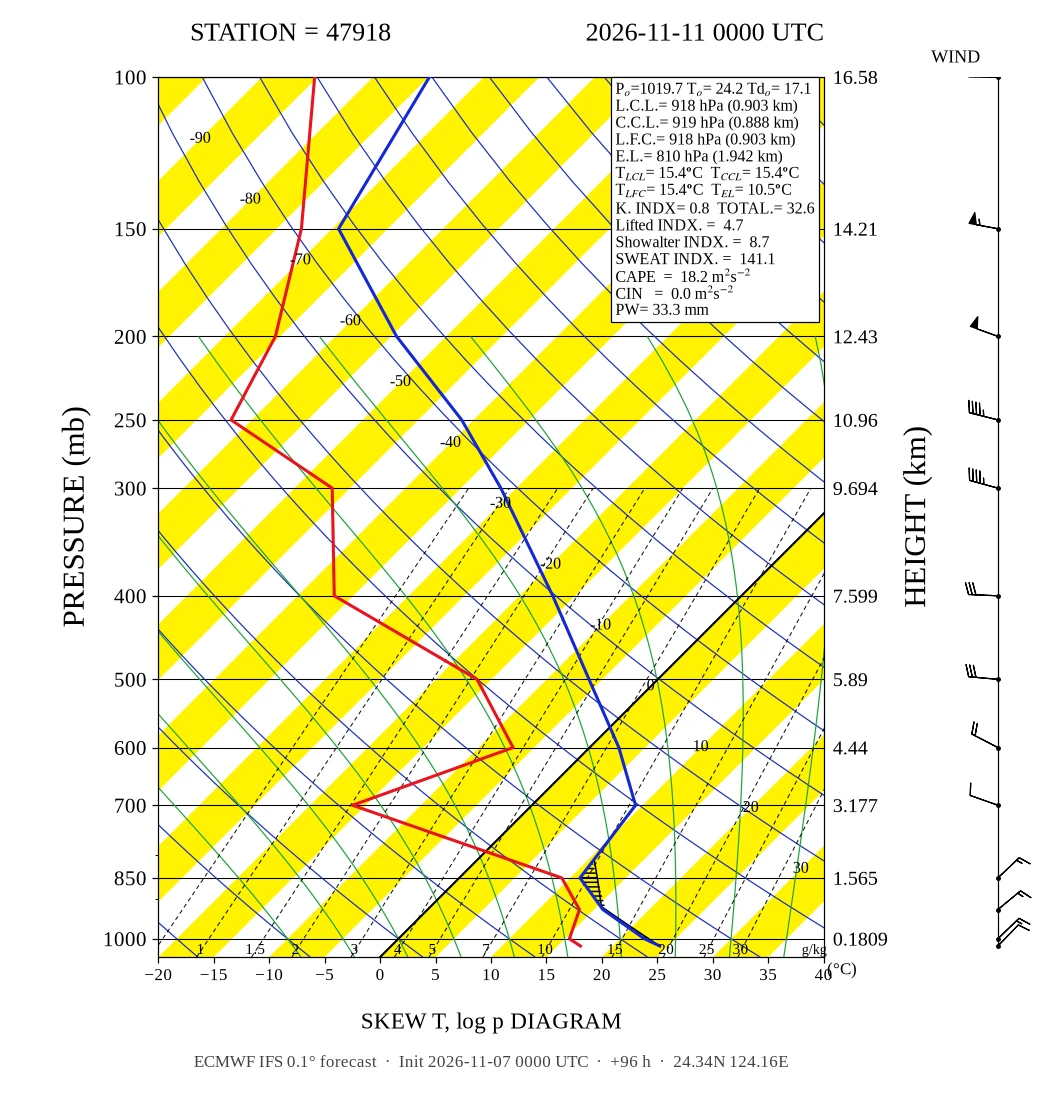 STATION = 47918
2026-11-11 0000 UTC
WIND
Pₒ=1019.7 Tₒ= 24.2 Tdₒ= 17.1
L.C.L.= 918 hPa (0.903 km)
C.C.L.= 919 hPa (0.888 km)
L.F.C.= 918 hPa (0.903 km)
E.L.= 810 hPa (1.942 km)
T_LCL= 15.4°C T_CCL= 15.4°C
T_LFC= 15.4°C T_EL= 10.5°C
K. INDX= 0.8 TOTAL.= 32.6
Lifted INDX. = 4.7
Showalter INDX. = 8.7
SWEAT INDX. = 141.1
CAPE = 18.2 m²s⁻²
CIN = 0.0 m²s⁻²
PW= 33.3 mm
100
150
200
250
300
400
500
600
700
850
1000
PRESSURE (mb)
16.58
14.21
12.43
10.96
9.694
7.599
5.89
4.44
3.177
1.565
0.1809
HEIGHT (km)
-90
-80
-70
-60
-50
-40
-30
-20
-10
0
10
20
30
1 1.5 2 3 4 5 7 10 15 20 25 30 g/kg
−20 −15 −10 −5 0 5 10 15 20 25 30 35 40 (°C)
SKEW T, log p DIAGRAM
ECMWF IFS 0.1° forecast · Init 2026-11-07 0000 UTC · +96 h · 24.34N 124.16E